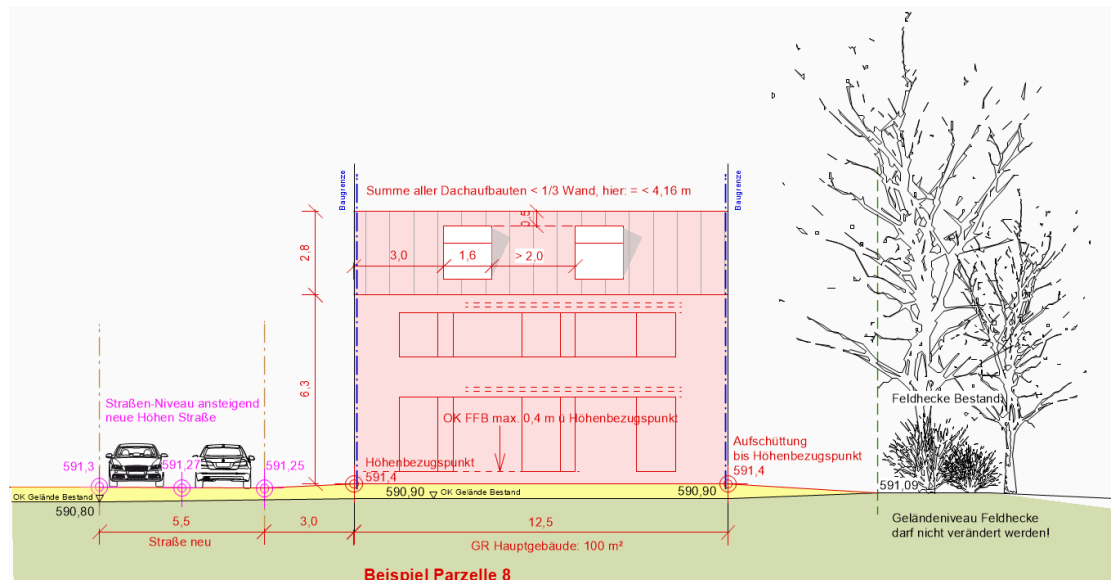 Baugrenze
Summe aller Dachaufbauten < 1/3 Wand, hier: = < 4,16 m
Baugrenze
0,5
2,8
3,0
1,6
> 2,0
6,3
Straßen-Niveau ansteigend
neue Höhen Straße
Feldhecke Bestand
OK FFB max. 0,4 m ü Höhenbezugspunkt
Aufschüttung
bis Höhenbezugspunkt
591,4
591,3
591,27
591,25
Höhenbezugspunkt
591,4
OK Gelände Bestand
590,90
OK Gelände Bestand
590,90
591,09
590,80
5,5
3,0
12,5
Geländeniveau Feldhecke
darf nicht verändert werden!
Straße neu
GR Hauptgebäude: 100 m²
Beispiel Parzelle 8